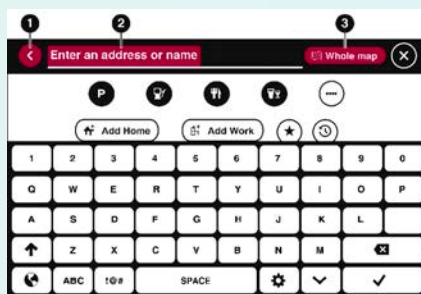 1 2 3
Enter an address or name Whole map
P
Add Home Add Work
1 2 3 4 5 6 7 8 9 0
Q W E R T Y U I O P
A S D F G H J K L
Z X C V B N M
ABC !@# SPACE